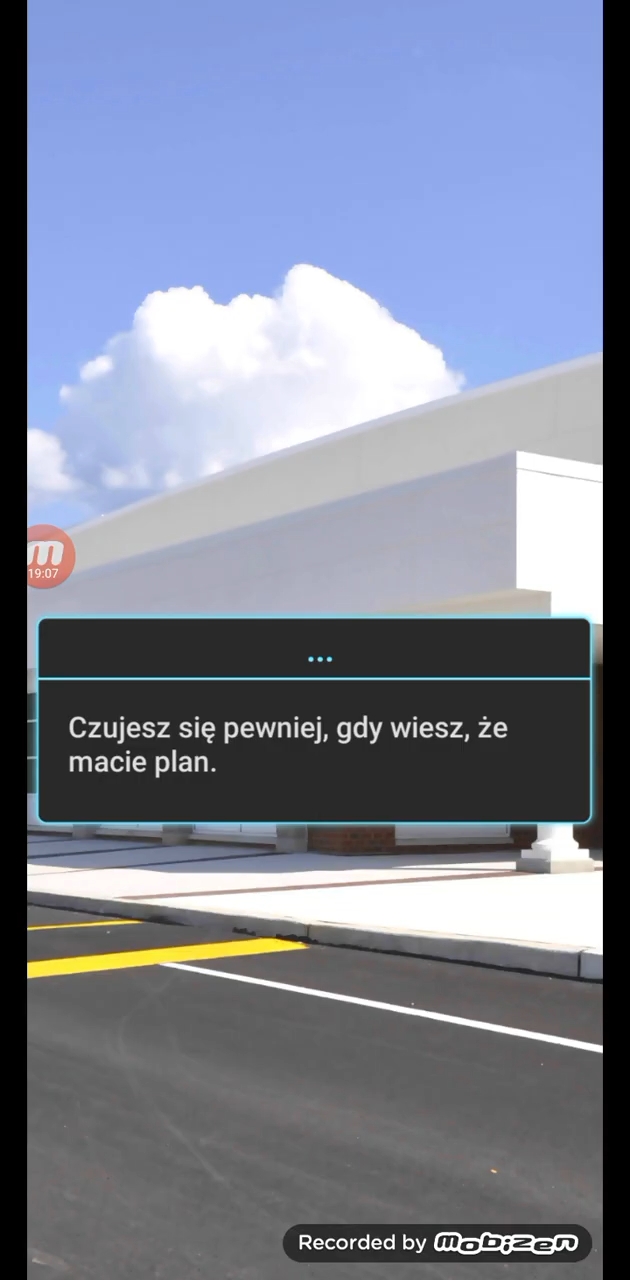 m
19:07
...
Czujesz się pewniej, gdy wiesz, że
macie plan.
Recorded by mobizen